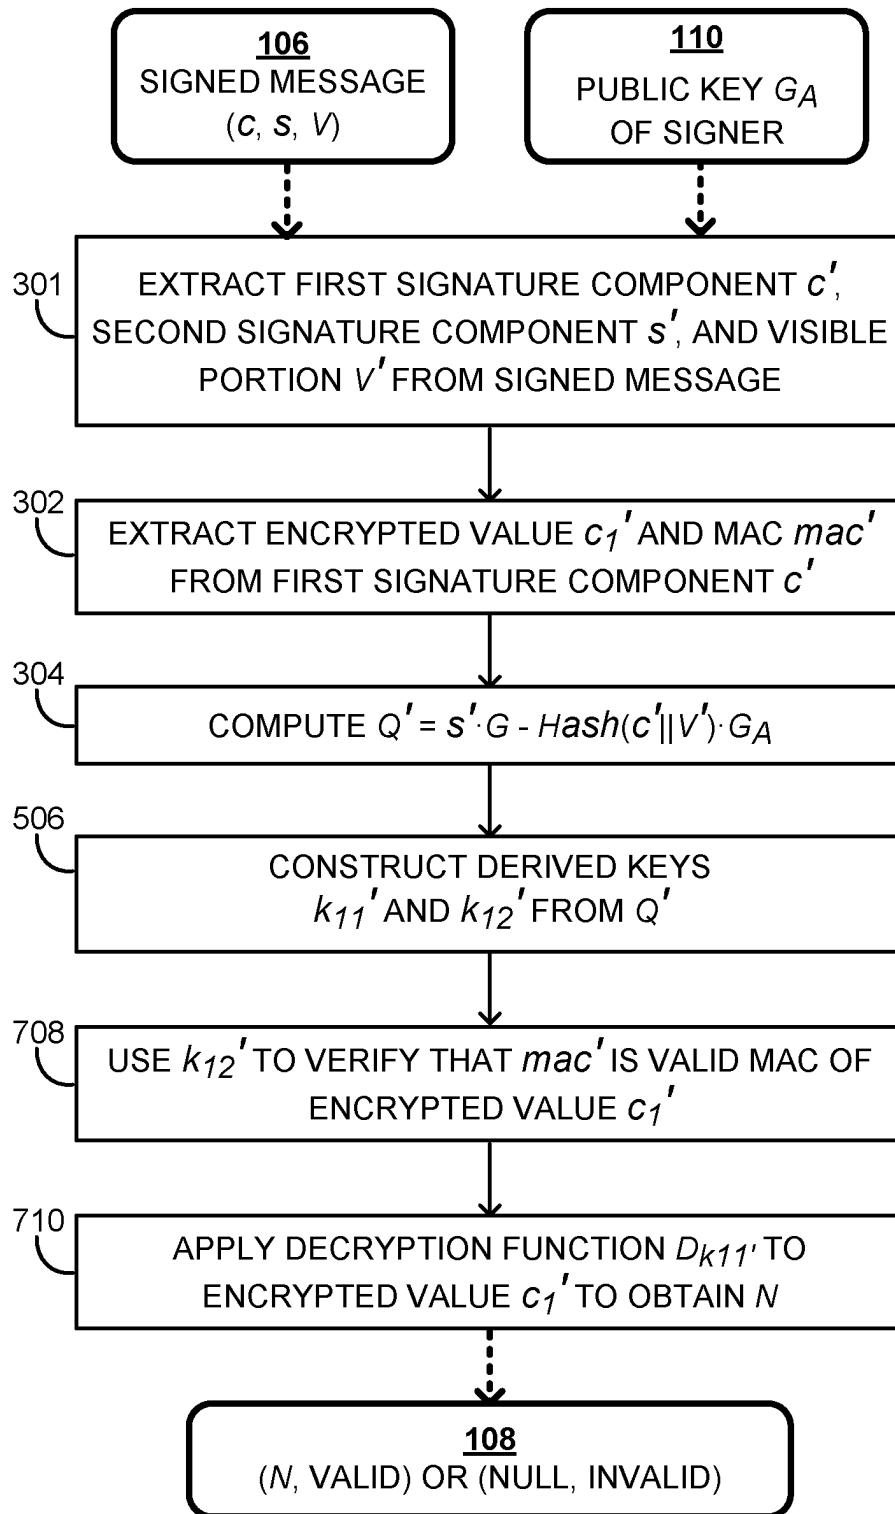 106
SIGNED MESSAGE
(c, s, V)
110
PUBLIC KEY G_A
OF SIGNER
301
EXTRACT FIRST SIGNATURE COMPONENT c′,
SECOND SIGNATURE COMPONENT s′, AND VISIBLE
PORTION V′ FROM SIGNED MESSAGE
302
EXTRACT ENCRYPTED VALUE c₁′ AND MAC mac′
FROM FIRST SIGNATURE COMPONENT c′
304
COMPUTE Q′ = s′·G - Hash(c′||V′)·G_A
506
CONSTRUCT DERIVED KEYS
k₁₁′ AND k₁₂′ FROM Q′
708
USE k₁₂′ TO VERIFY THAT mac′ IS VALID MAC OF
ENCRYPTED VALUE c₁′
710
APPLY DECRYPTION FUNCTION D_k11′ TO
ENCRYPTED VALUE c₁′ TO OBTAIN N
108
(N, VALID) OR (NULL, INVALID)